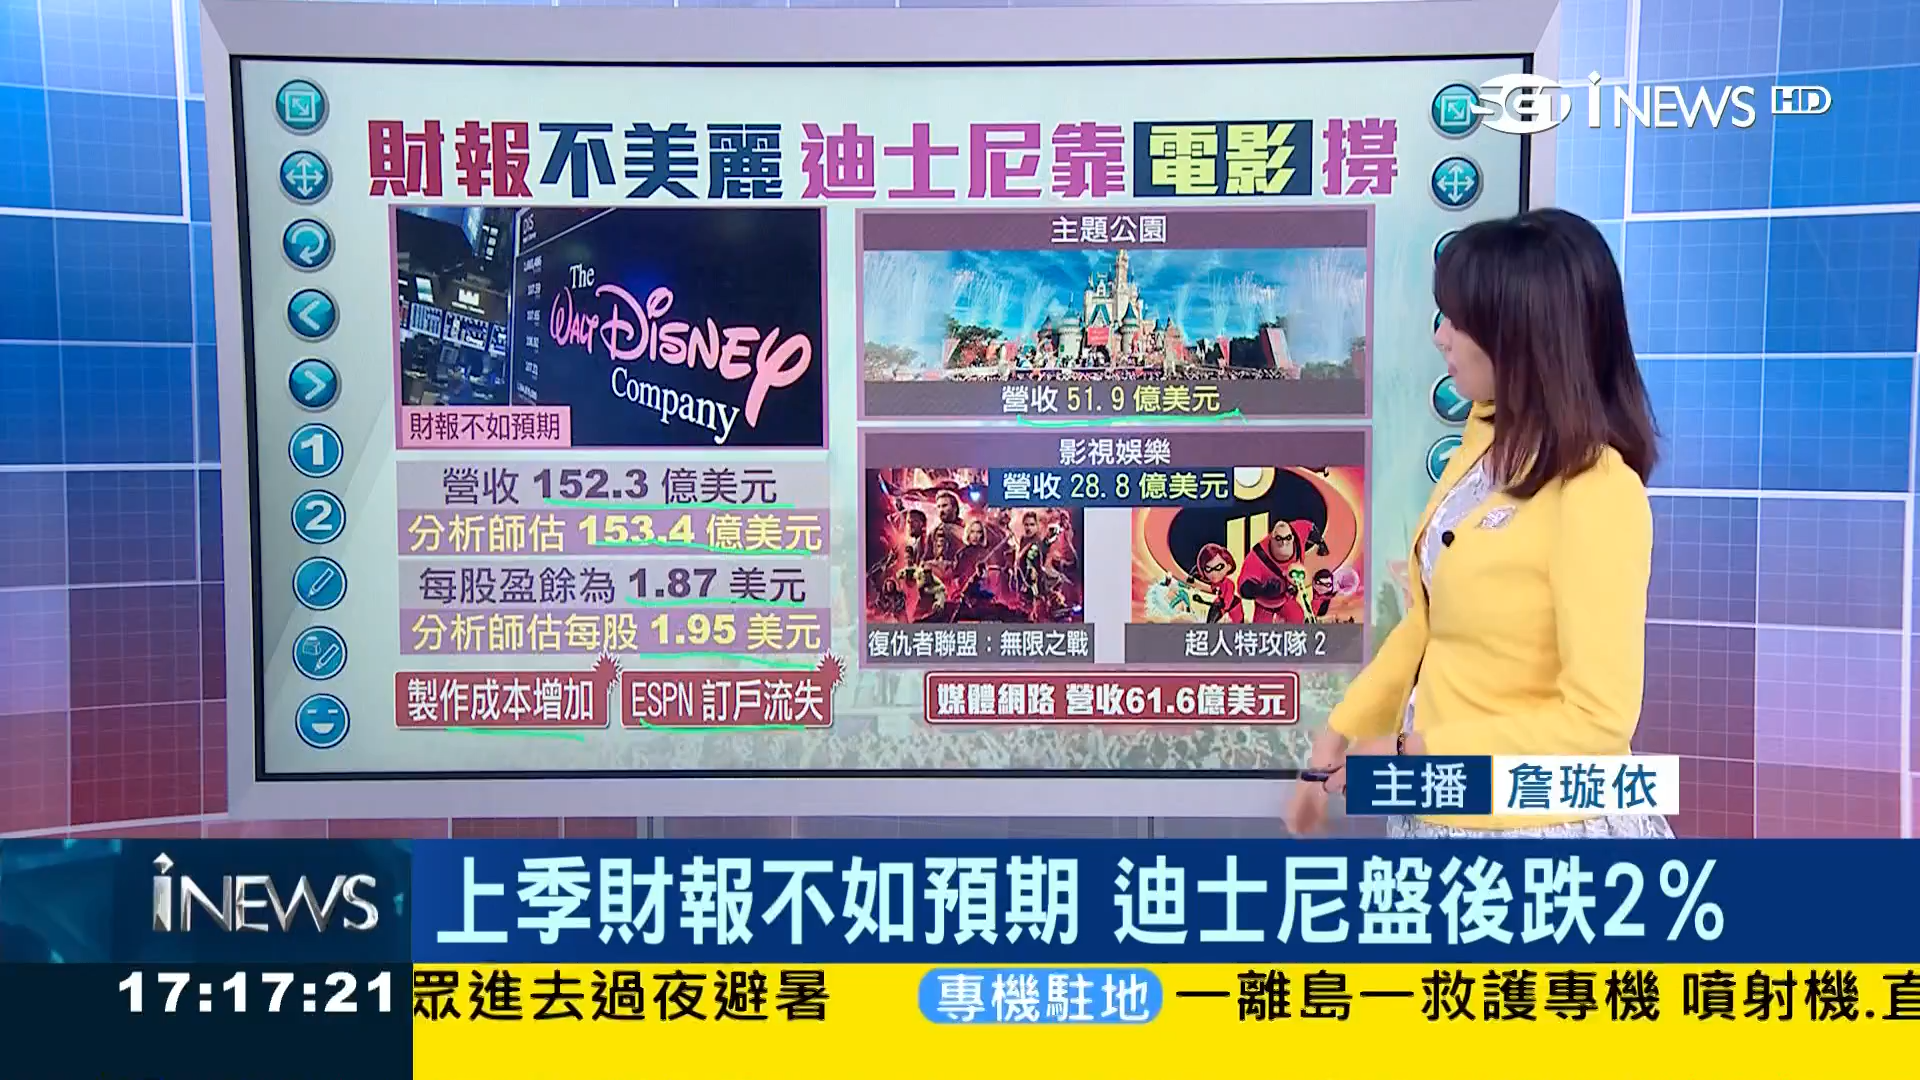 SET iNEWS HD
財報不美麗 迪士尼靠電影撐
The
WALT DISNEY
Company
財報不如預期
營收 152.3 億美元
分析師估 153.4 億美元
每股盈餘為 1.87 美元
分析師估每股 1.95 美元
製作成本增加
ESPN 訂戶流失
主題公園
營收 51.9 億美元
影視娛樂
營收 28.8 億美元
復仇者聯盟：無限之戰
超人特攻隊 2
媒體網路 營收61.6億美元
1
2
主播 詹璇依
iNEWS
上季財報不如預期 迪士尼盤後跌2%
17:17:21
眾進去過夜避暑 專機駐地 一離島一救護專機 噴射機.直